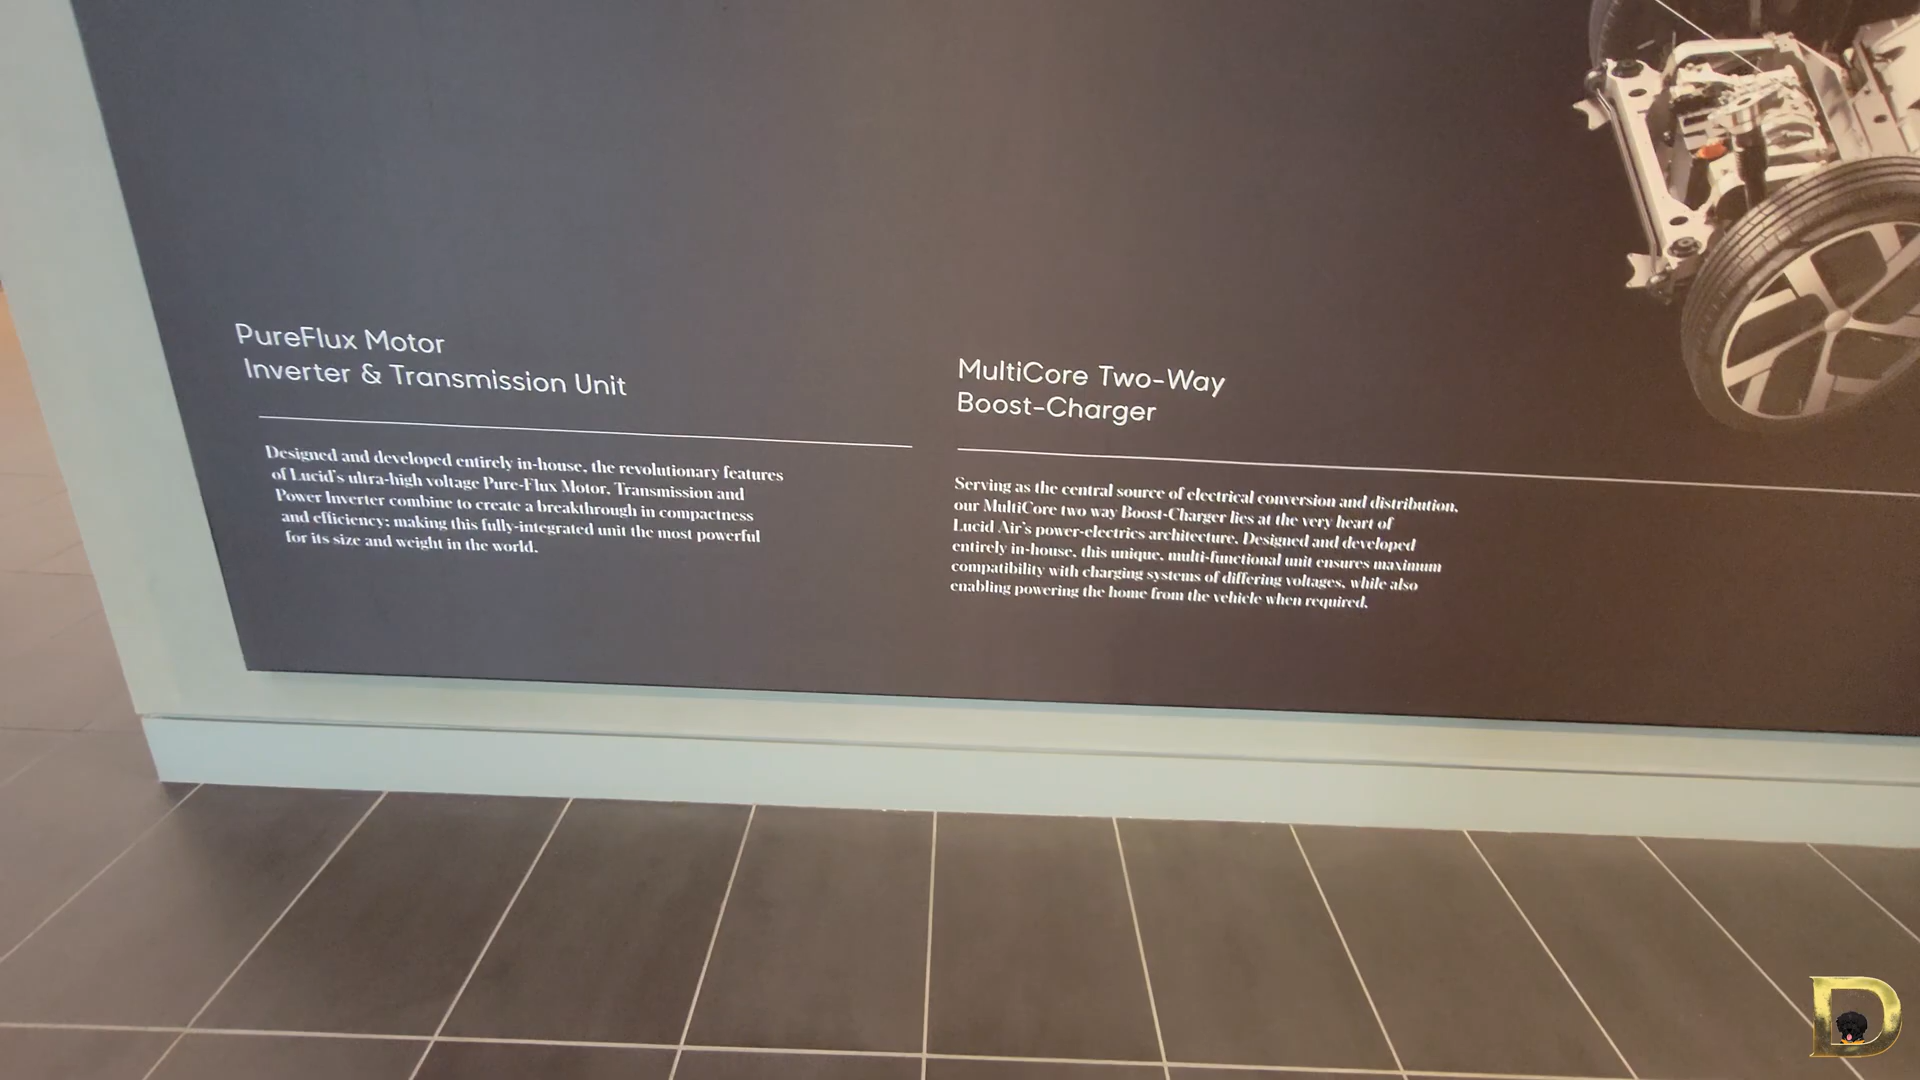 PureFlux Motor
Inverter & Transmission Unit
Designed and developed entirely in-house, the revolutionary features
of Lucid's ultra-high voltage Pure-Flux Motor, Transmission and
Power Inverter combine to create a breakthrough in compactness
and efficiency; making this fully-integrated unit the most powerful
for its size and weight in the world.
MultiCore Two-Way
Boost-Charger
Serving as the central source of electrical conversion and distribution,
our MultiCore two way Boost-Charger lies at the very heart of
Lucid Air's power-electrics architecture. Designed and developed
entirely in-house, this unique, multi-functional unit ensures maximum
compatibility with charging systems of differing voltages, while also
enabling powering the home from the vehicle when required.
D